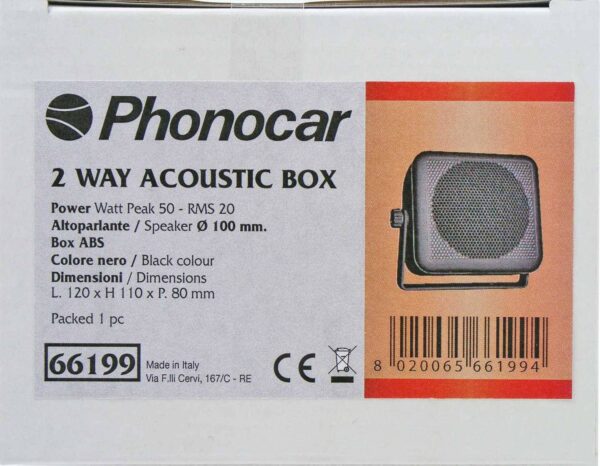 Phonocar
2 WAY ACOUSTIC BOX
Power Watt Peak 50 - RMS 20
Altoparlante / Speaker Ø 100 mm.
Box ABS
Colore nero / Black colour
Dimensioni / Dimensions
L. 120 x H 110 x P. 80 mm
Packed 1 pc
66199
Made in Italy
Via F.lli Cervi, 167/C - RE
CE
8 020065 661994